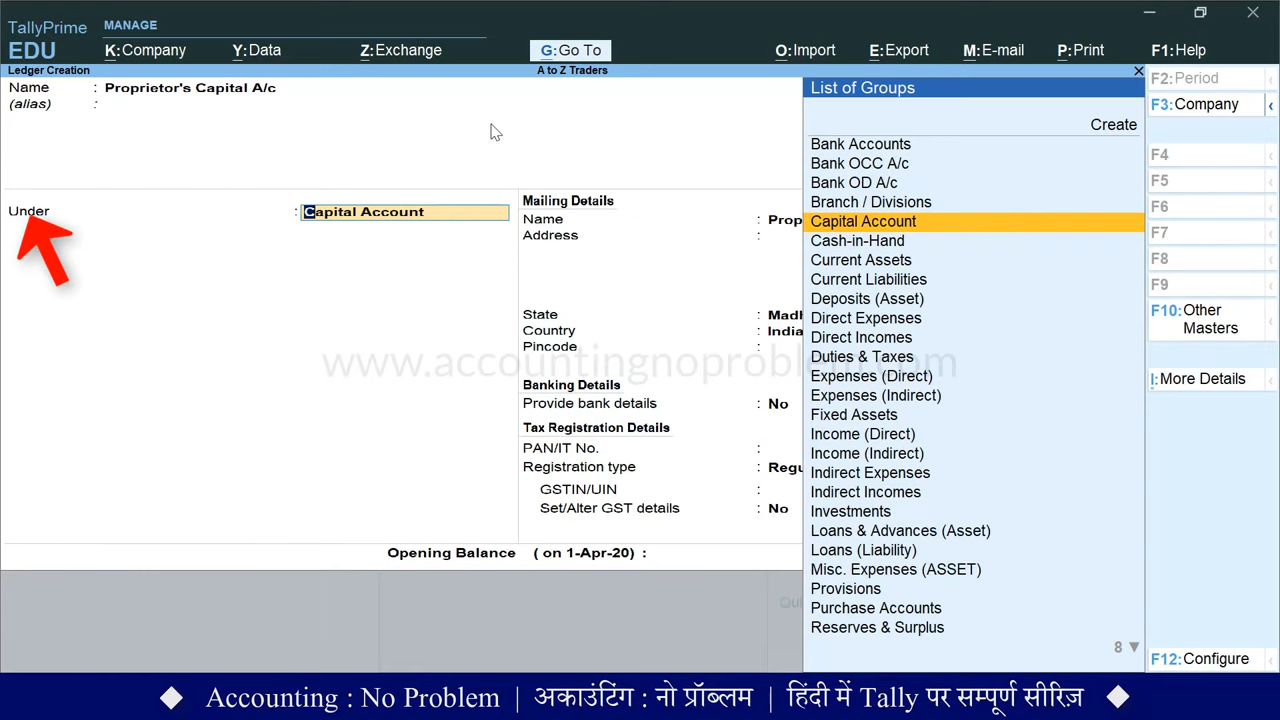 TallyPrime
EDU
MANAGE
K:Company
Y:Data
Z:Exchange
G:Go To
O:Import
E:Export
M:E-mail
P:Print
F1:Help
Ledger Creation
A to Z Traders
Name : Proprietor's Capital A/c
(alias) :
Under : Capital Account
Mailing Details
Name : Prop
Address :
State : Madh
Country : India
Pincode :
Banking Details
Provide bank details : No
Tax Registration Details
PAN/IT No. :
Registration type : Regu
GSTIN/UIN :
Set/Alter GST details : No
Opening Balance ( on 1-Apr-20) :
List of Groups
Create
Bank Accounts
Bank OCC A/c
Bank OD A/c
Branch / Divisions
Capital Account
Cash-in-Hand
Current Assets
Current Liabilities
Deposits (Asset)
Direct Expenses
Direct Incomes
Duties & Taxes
Expenses (Direct)
Expenses (Indirect)
Fixed Assets
Income (Direct)
Income (Indirect)
Indirect Expenses
Indirect Incomes
Investments
Loans & Advances (Asset)
Loans (Liability)
Misc. Expenses (ASSET)
Provisions
Purchase Accounts
Reserves & Surplus
8 ▼
F2:Period
F3:Company
F4
F5
F6
F7
F8
F9
F10:Other
Masters
I:More Details
F12:Configure
www.accountingnoproblem.com
Accounting : No Problem | अकाउंटिंग : नो प्रॉब्लम | हिंदी में Tally पर सम्पूर्ण सीरिज़